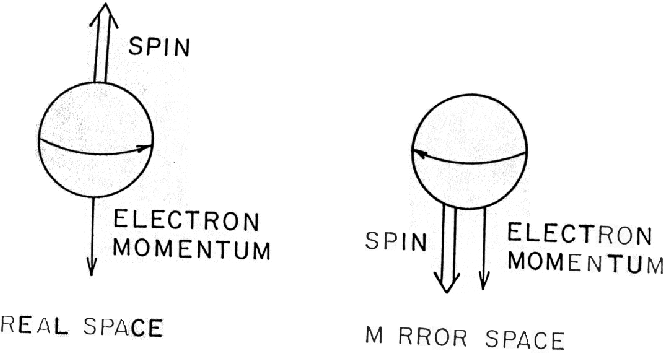 SPIN
ELECTRON
MOMENTUM
REAL SPACE
SPIN
ELECTRON
MOMENTUM
M RROR SPACE